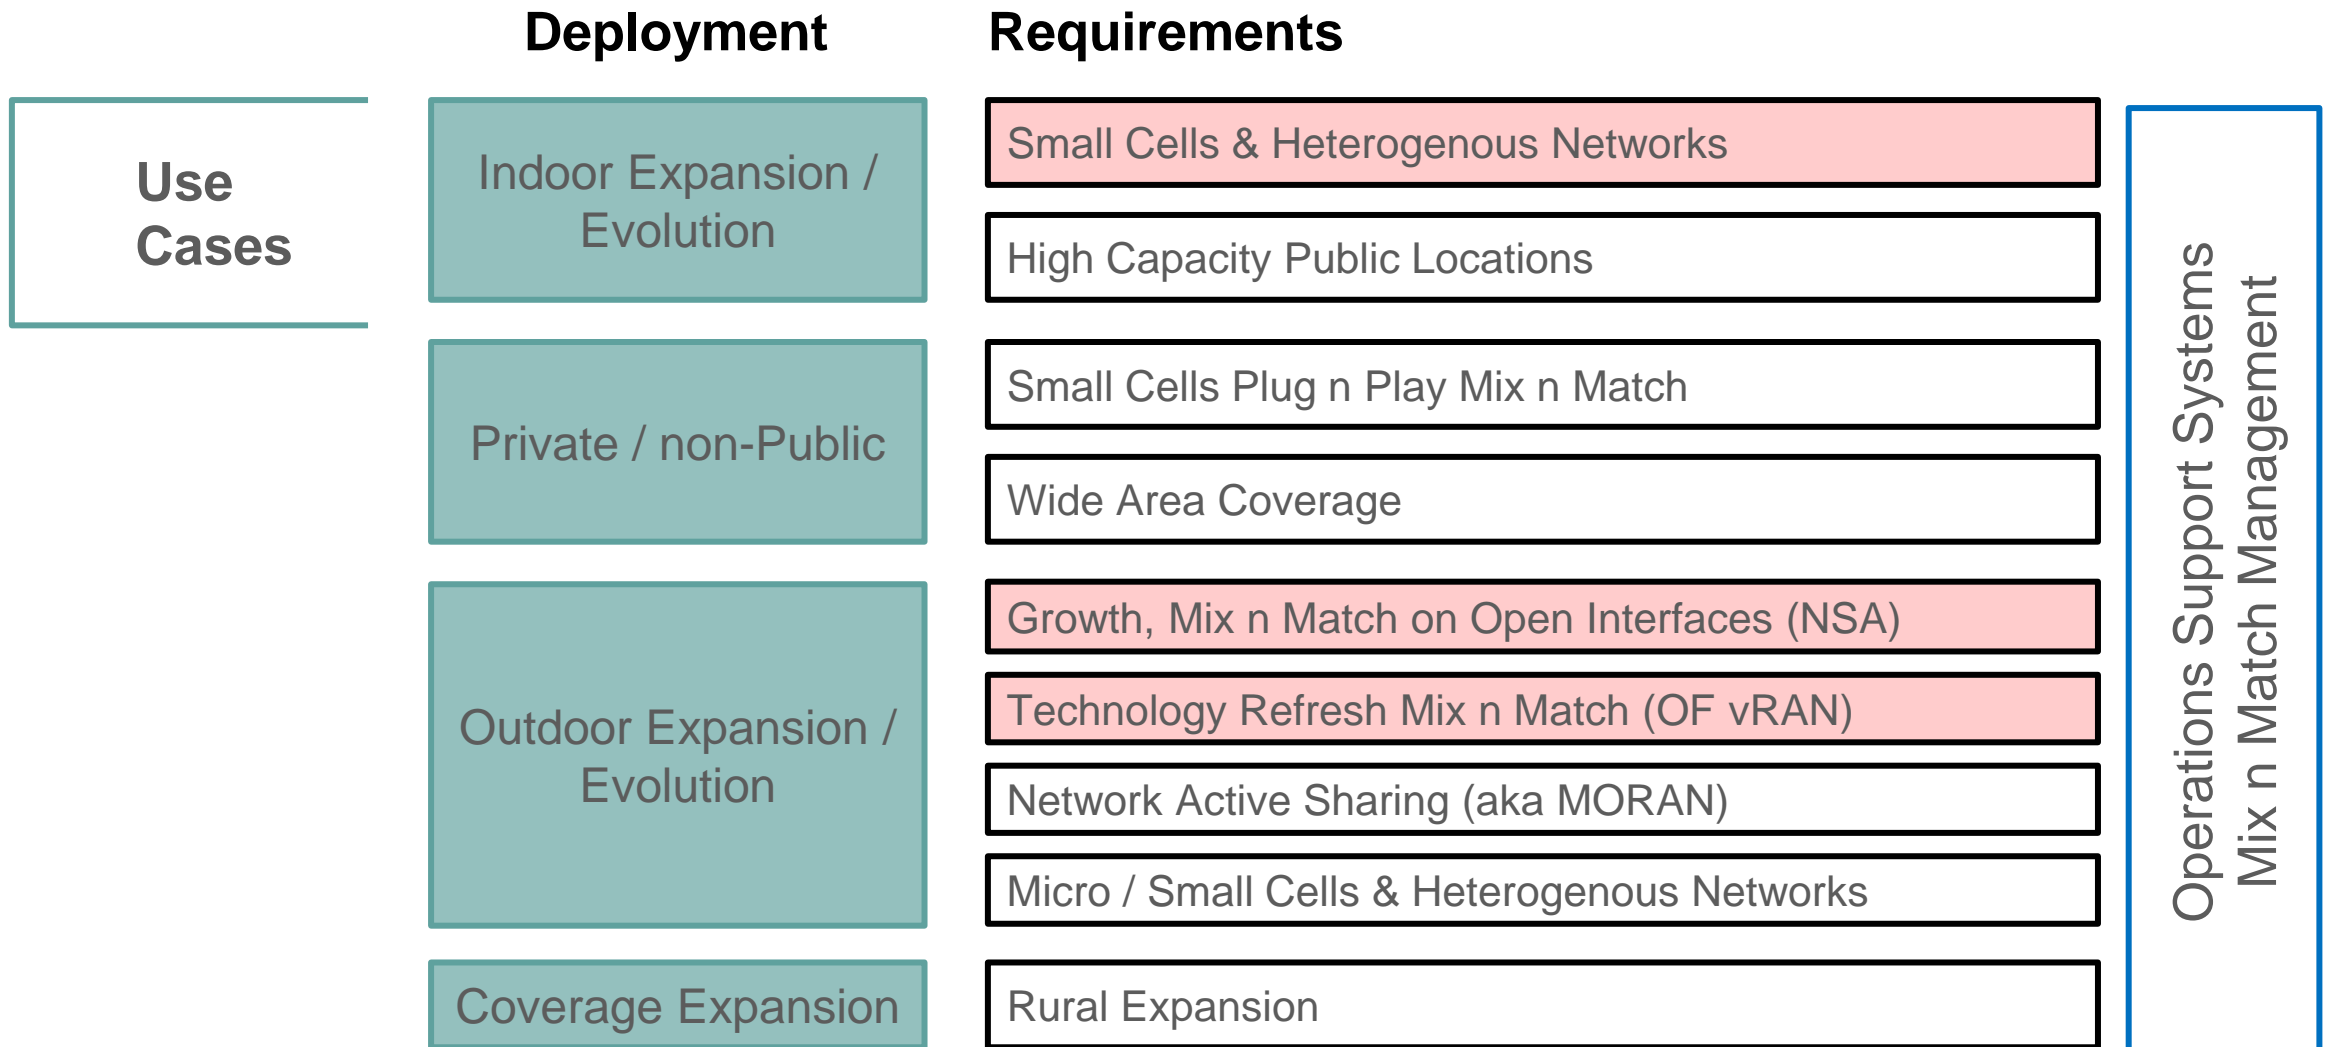 Deployment
Requirements
Use
Cases
Indoor Expansion /
Evolution
Small Cells & Heterogenous Networks
High Capacity Public Locations
Private / non-Public
Small Cells Plug n Play Mix n Match
Wide Area Coverage
Outdoor Expansion /
Evolution
Growth, Mix n Match on Open Interfaces (NSA)
Technology Refresh Mix n Match (OF vRAN)
Network Active Sharing (aka MORAN)
Micro / Small Cells & Heterogenous Networks
Coverage Expansion
Rural Expansion
Operations Support Systems
Mix n Match Management